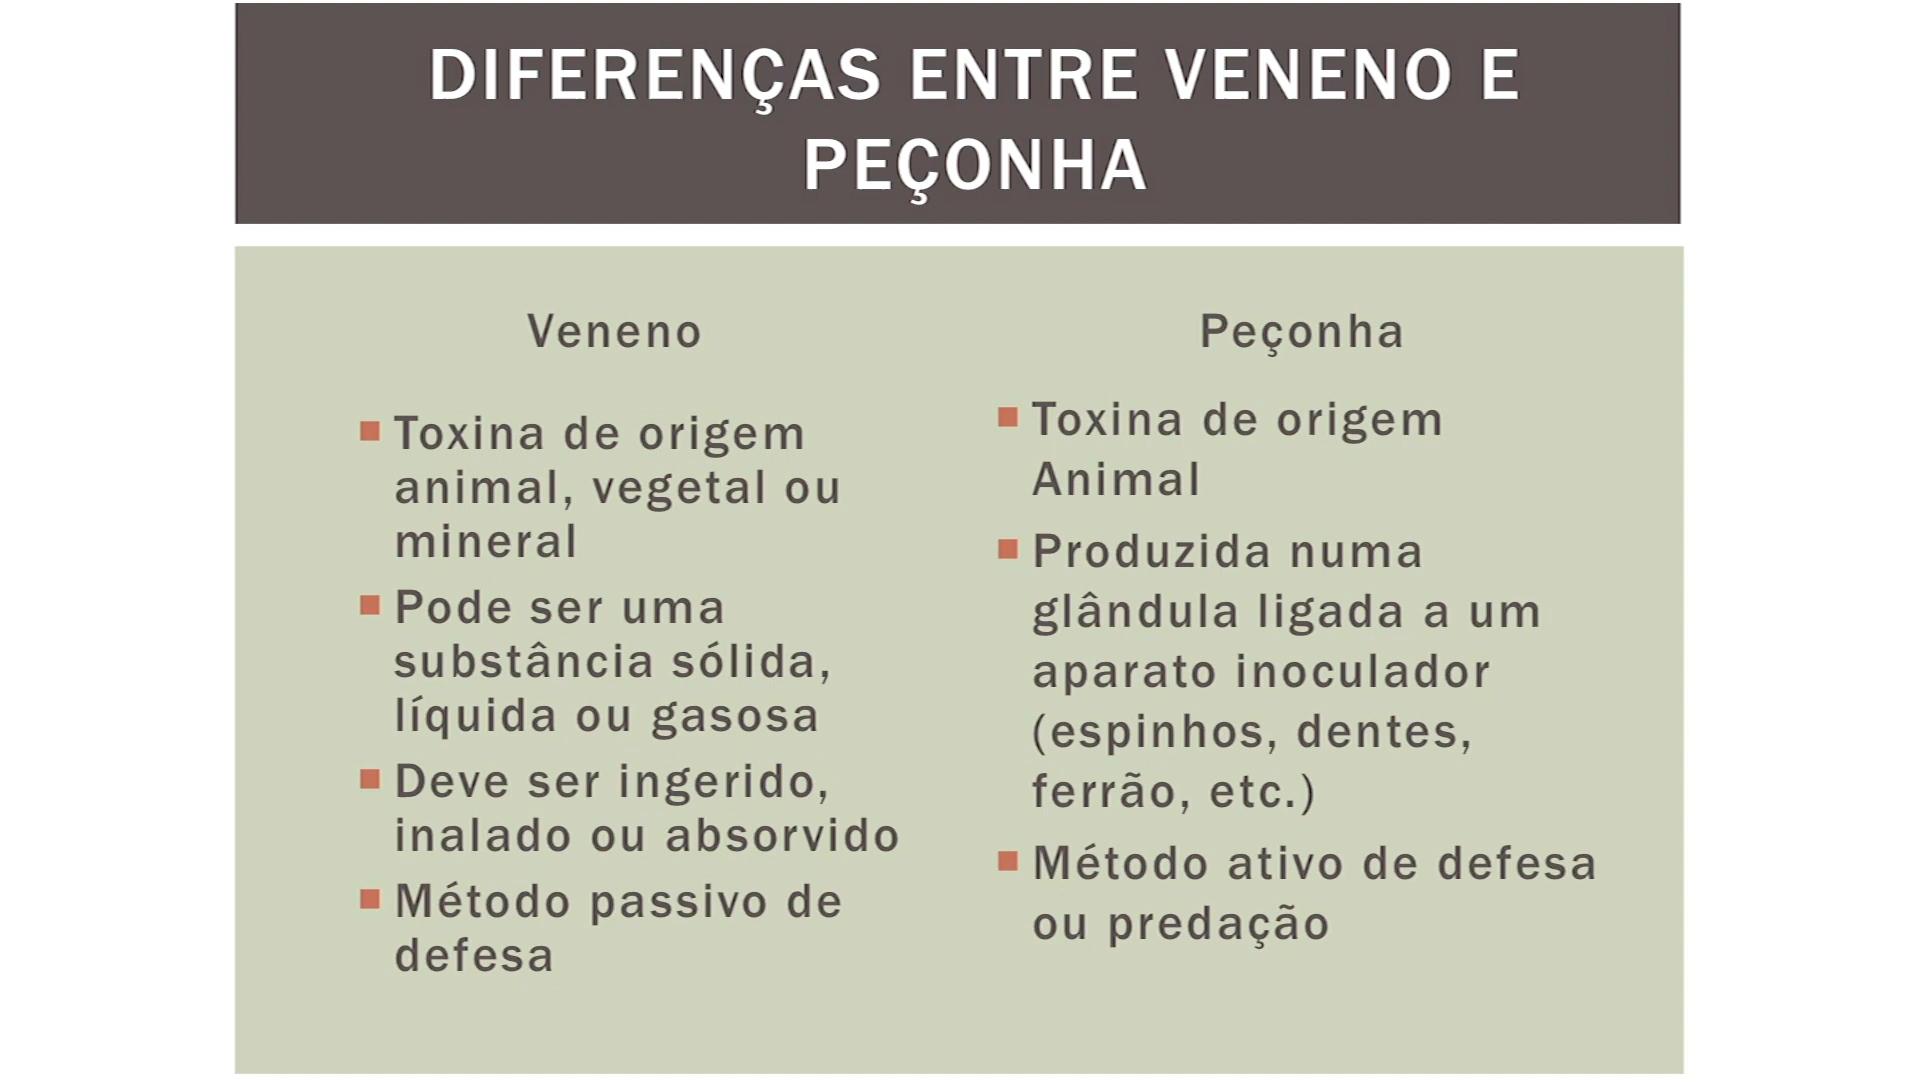 DIFERENÇAS ENTRE VENENO E
PEÇONHA
Veneno
Toxina de origem
animal, vegetal ou
mineral
Pode ser uma
substância sólida,
líquida ou gasosa
Deve ser ingerido,
inalado ou absorvido
Método passivo de
defesa
Peçonha
Toxina de origem
Animal
Produzida numa
glândula ligada a um
aparato inoculador
(espinhos, dentes,
ferrão, etc.)
Método ativo de defesa
ou predação